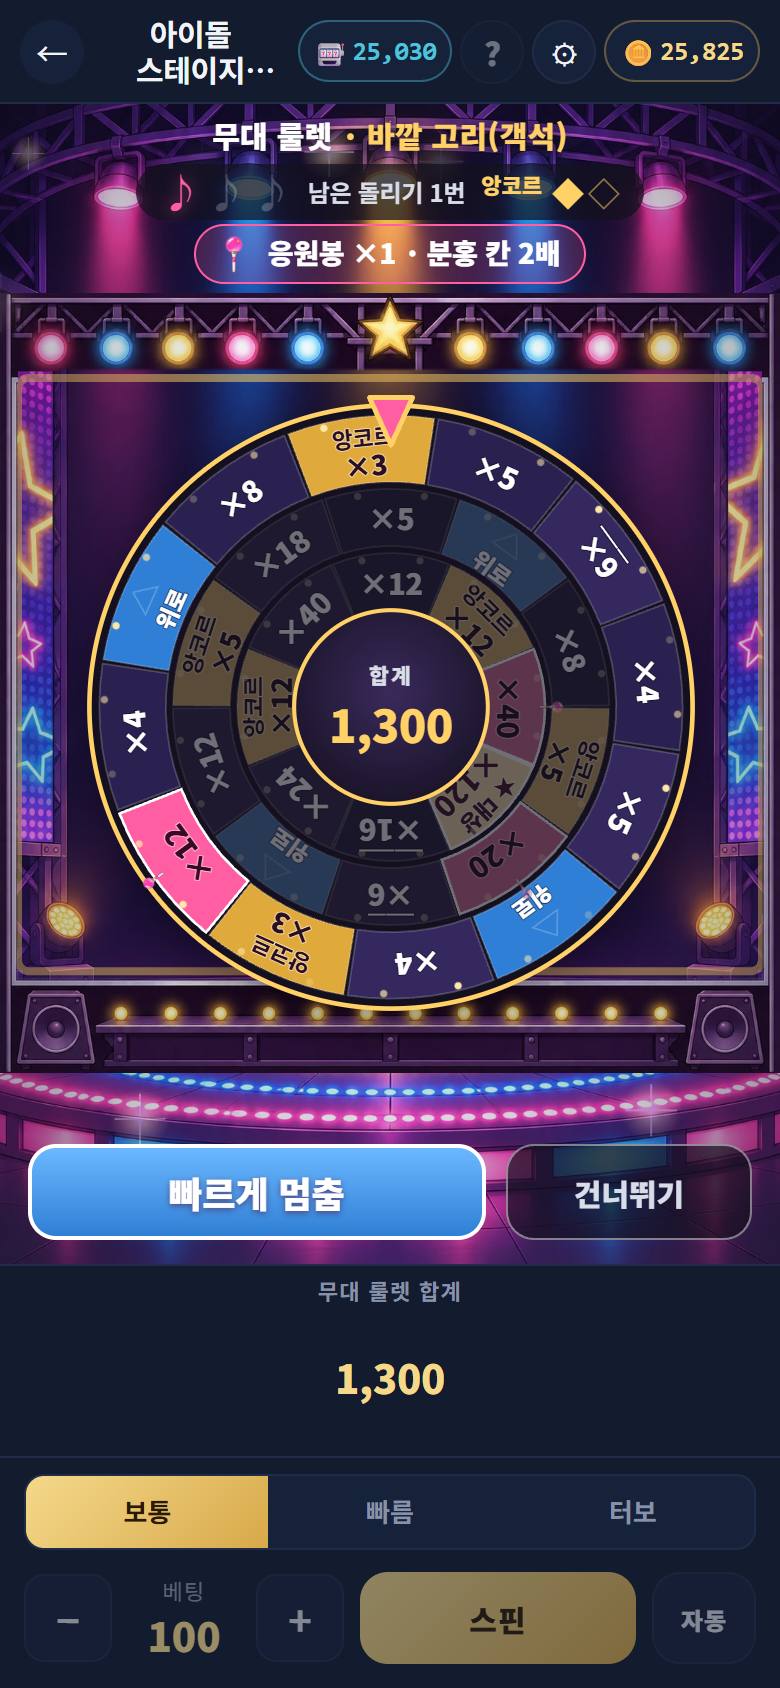 ←
아이돌
스테이지…
25,030
?
25,825
무대 룰렛 · 바깥 고리(객석)
남은 돌리기 1번
앙코르
응원봉 ×1 · 분홍 칸 2배
앙코르
×3
×5
×9
×4
×5
위로
×4
앙코르
×3
×12
×4
위로
×8
×5
위로
×8
앙코르
×5
×20
×6
위로
×12
앙코르
×5
×18
×12
앙코르
×12
×40
★ 대상
×120
×16
×24
앙코르
×12
×40
합계
1,300
빠르게 멈춤
건너뛰기
무대 룰렛 합계
1,300
보통
빠름
터보
−
베팅
100
+
스핀
자동